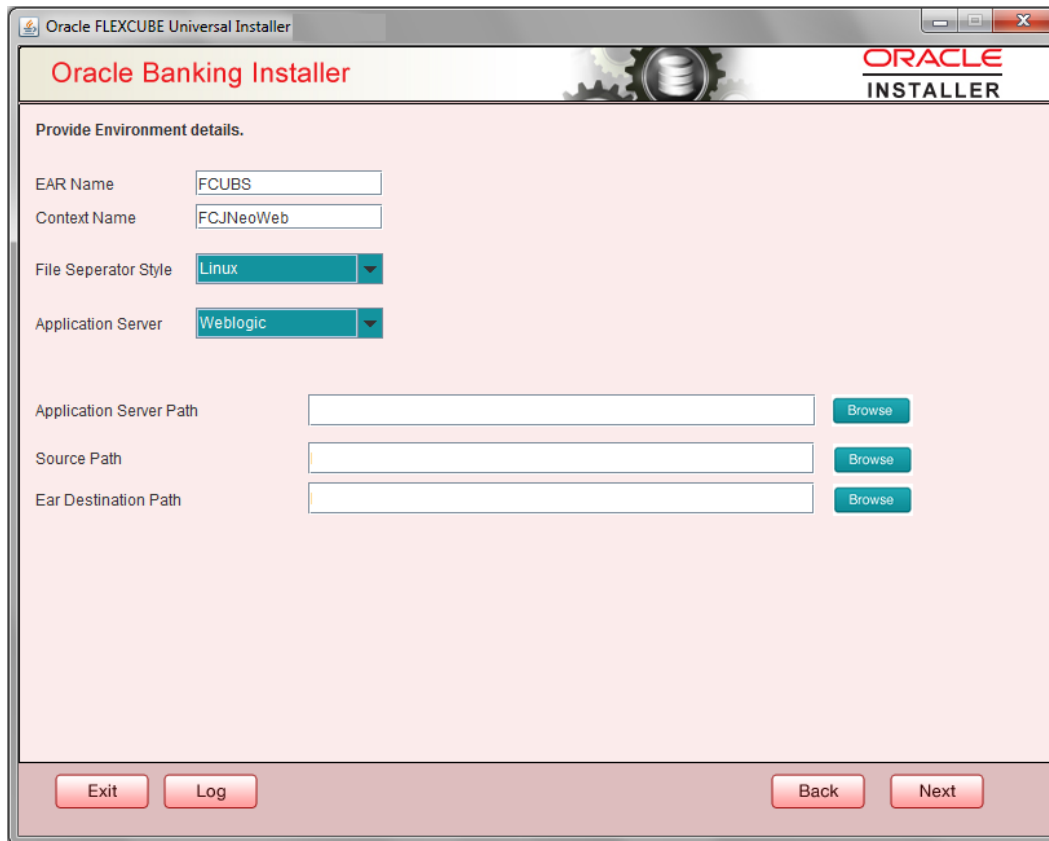 Oracle FLEXCUBE Universal Installer
Oracle Banking Installer
ORACLE
INSTALLER
Provide Environment details.
EAR Name FCUBS
Context Name FCJNeoWeb
File Seperator Style Linux
Application Server Weblogic
Application Server Path Browse
Source Path Browse
Ear Destination Path Browse
Exit Log Back Next